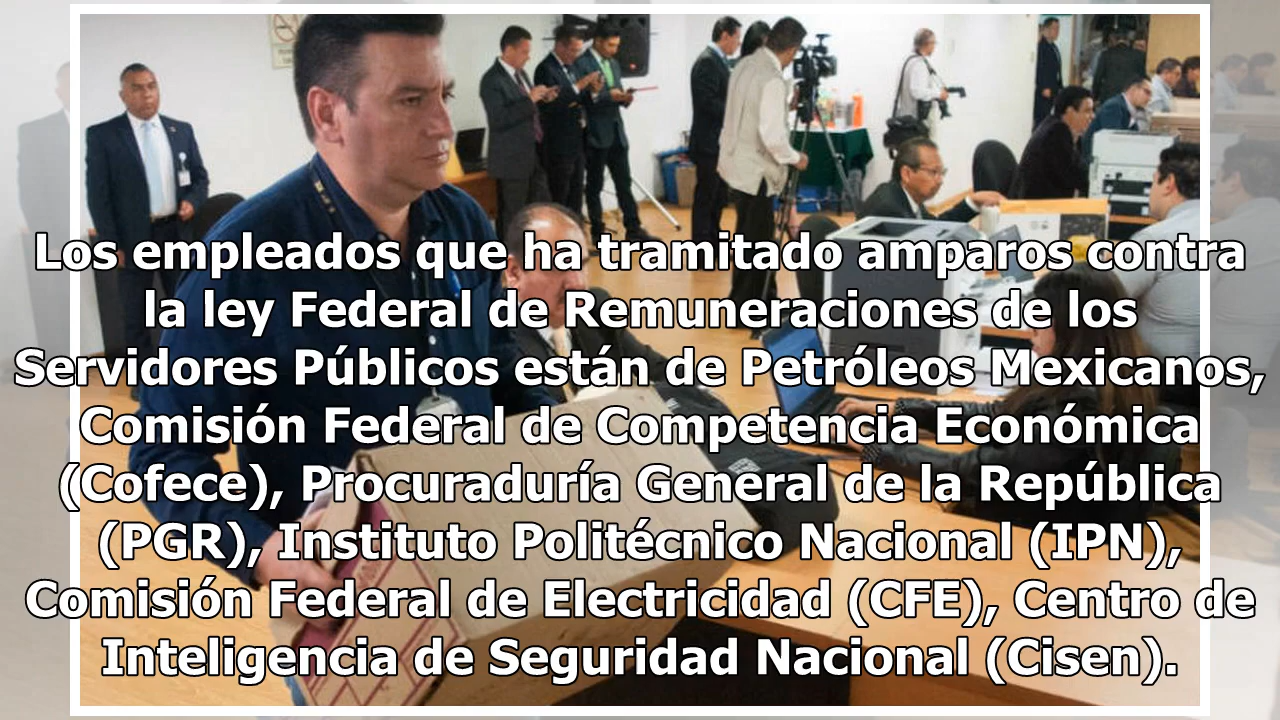 Los empleados que ha tramitado amparos contra
la ley Federal de Remuneraciones de los
Servidores Públicos están de Petróleos Mexicanos,
Comisión Federal de Competencia Económica
(Cofece), Procuraduría General de la República
(PGR), Instituto Politécnico Nacional (IPN),
Comisión Federal de Electricidad (CFE), Centro de
Inteligencia de Seguridad Nacional (Cisen).